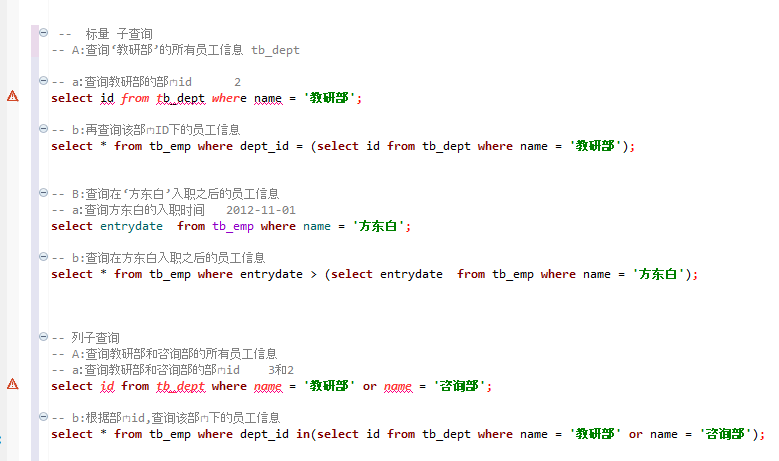 -- 标量 子查询
-- A:查询‘教研部’的所有员工信息 tb_dept
-- a:查询教研部的部门id 2
select id from tb_dept where name = '教研部';
-- b:再查询该部门ID下的员工信息
select * from tb_emp where dept_id = (select id from tb_dept where name = '教研部');
-- B:查询在‘方东白’入职之后的员工信息
-- a:查询方东白的入职时间 2012-11-01
select entrydate from tb_emp where name = '方东白';
-- b:查询在方东白入职之后的员工信息
select * from tb_emp where entrydate > (select entrydate from tb_emp where name = '方东白');
-- 列子查询
-- A:查询教研部和咨询部的所有员工信息
-- a:查询教研部和咨询部的部门id 3和2
select id from tb_dept where name = '教研部' or name = '咨询部';
-- b:根据部门id,查询该部门下的员工信息
select * from tb_emp where dept_id in(select id from tb_dept where name = '教研部' or name = '咨询部');